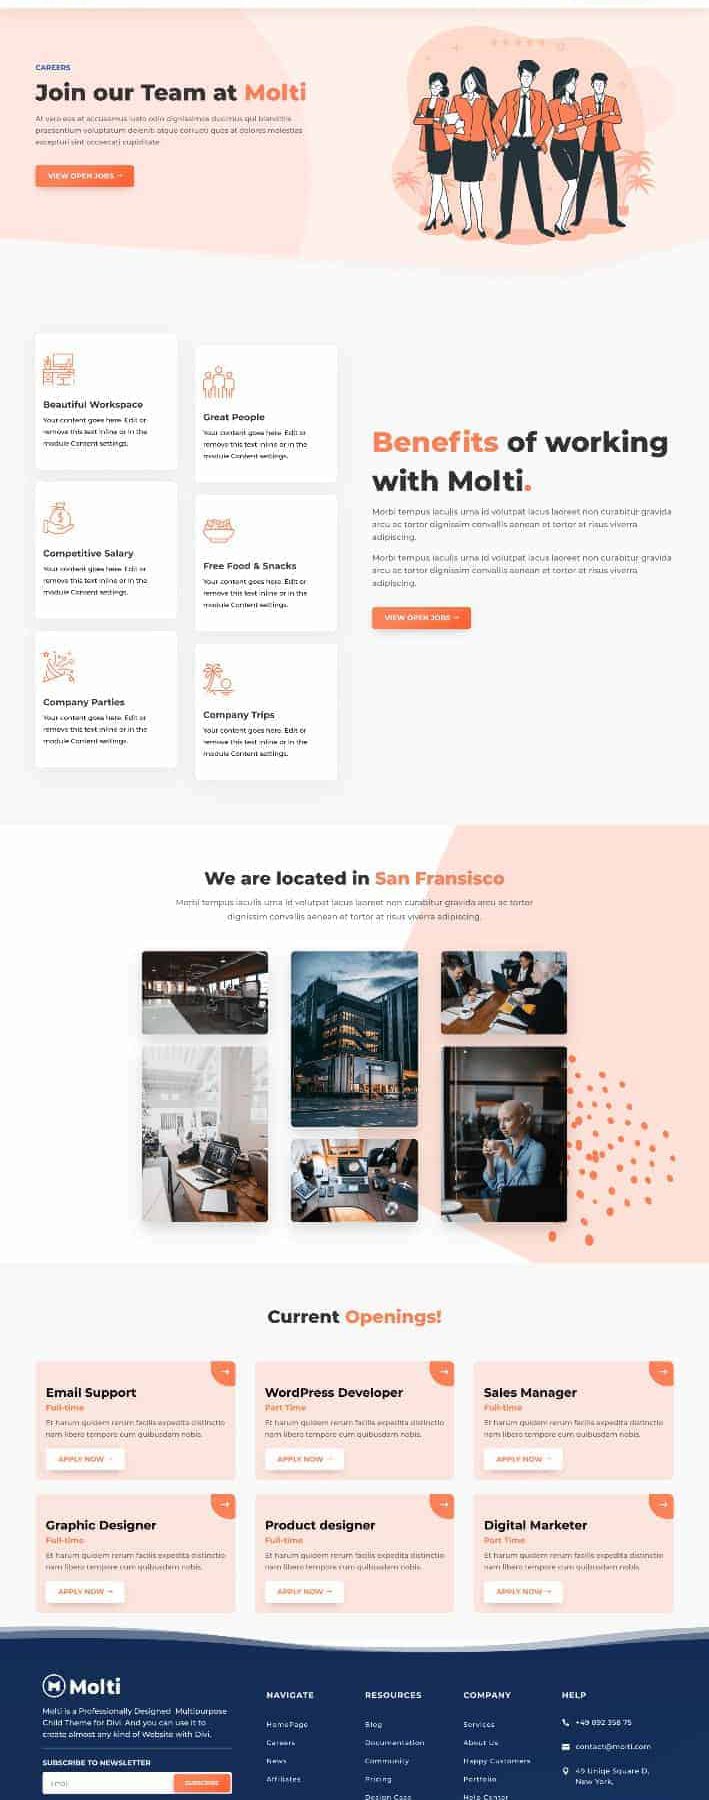 CAREERS
Join our Team at Molti
At vero eos et accusamus iusto odio dignissimos ducimus qui blanditiis
praesentium voluptatum deleniti atque corrupti quos et dolores molestias
excepturi sint occaecati cupiditate
VIEW OPEN JOBS →
Beautiful Workspace
Your content goes here. Edit or
remove this text inline or in the
module Content settings.
Great People
Your content goes here. Edit or
remove this text inline or in the
module Content settings.
Competitive Salary
Your content goes here. Edit or
remove this text inline or in the
module Content settings.
Free Food & Snacks
Your content goes here. Edit or
remove this text inline or in the
module Content settings.
Company Parties
Your content goes here. Edit or
remove this text inline or in the
module Content settings.
Company Trips
Your content goes here. Edit or
remove this text inline or in the
module Content settings.
Benefits of working
with Molti.
Morbi tempus iaculis urna id volutpat lacus laoreet non curabitur gravida
arcu ac tortor dignissim convallis aenean et tortor at risus viverra
adipiscing.
Morbi tempus iaculis urna id volutpat lacus laoreet non curabitur gravida
arcu ac tortor dignissim convallis aenean et tortor at risus viverra
adipiscing.
VIEW OPEN JOBS →
We are located in San Fransisco
Morbi tempus iaculis urna id volutpat lacus laoreet non curabitur gravida arcu ac tortor
dignissim convallis aenean et tortor at risus viverra adipiscing.
Current Openings!
Email Support
Full-time
Et harum quidem rerum facilis expedita distinctio
nam libero tempore cum quibusdam nobis.
APPLY NOW →
WordPress Developer
Part Time
Et harum quidem rerum facilis expedita distinctio
nam libero tempore cum quibusdam nobis.
APPLY NOW →
Sales Manager
Full-time
Et harum quidem rerum facilis expedita distinctio
nam libero tempore cum quibusdam nobis.
APPLY NOW →
Graphic Designer
Full-time
Et harum quidem rerum facilis expedita distinctio
nam libero tempore cum quibusdam nobis.
APPLY NOW →
Product designer
Full-time
Et harum quidem rerum facilis expedita distinctio
nam libero tempore cum quibusdam nobis.
APPLY NOW →
Digital Marketer
Part Time
Et harum quidem rerum facilis expedita distinctio
nam libero tempore cum quibusdam nobis.
APPLY NOW →
Molti
Molti is a Professionally Designed Multipurpose
Child Theme for Divi. And you can use it to
create almost any kind of Website with Divi.
SUBSCRIBE TO NEWSLETTER
Email
SUBSCRIBE
NAVIGATE
HomePage
Careers
News
Affiliates
RESOURCES
Blog
Documentation
Community
Pricing
Design Case
COMPANY
Services
About Us
Happy Customers
Portfolio
Help Center
HELP
+49 892 358 75
contact@molti.com
49 Uniqe Square D,
New York,